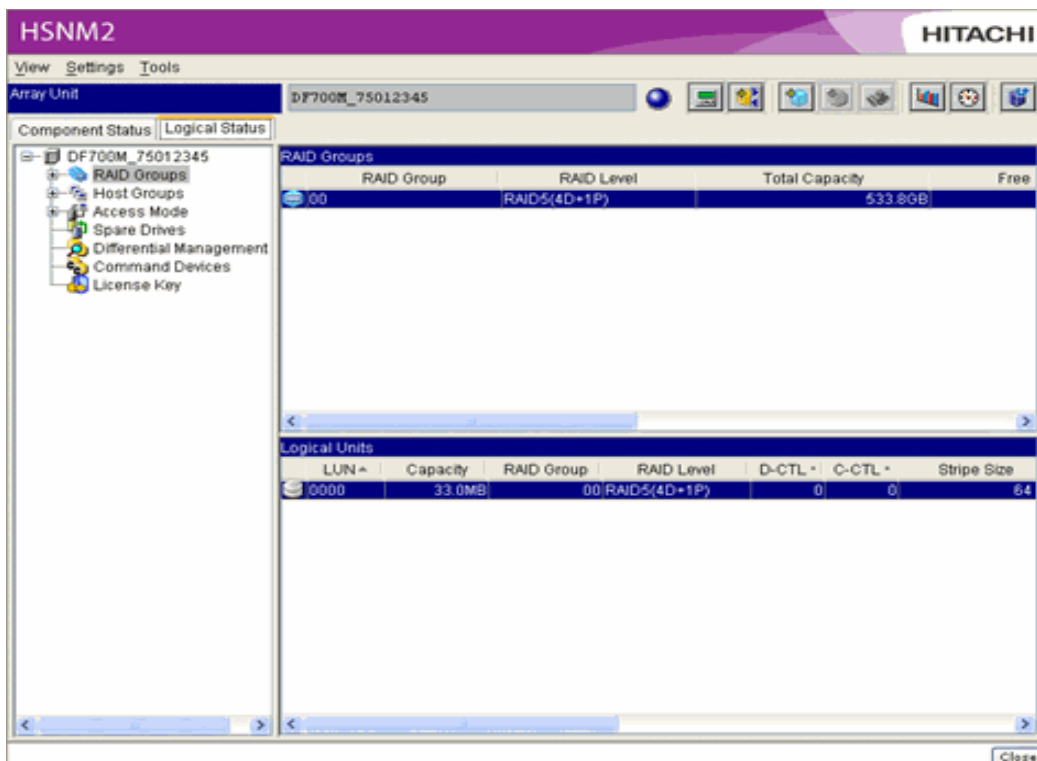 HSNM2
HITACHI
View Settings Tools
Array Unit
DF700M_75012345
Component Status Logical Status
DF700M_75012345
RAID Groups
Host Groups
Access Mode
Spare Drives
Differential Management
Command Devices
License Key
RAID Groups
RAID Group RAID Level Total Capacity Free
00 RAID5(4D+1P) 533.8GB
Logical Units
LUN Capacity RAID Group RAID Level D-CTL C-CTL Stripe Size
0000 33.0MB 00 RAID5(4D+1P) 0 0 64
Close